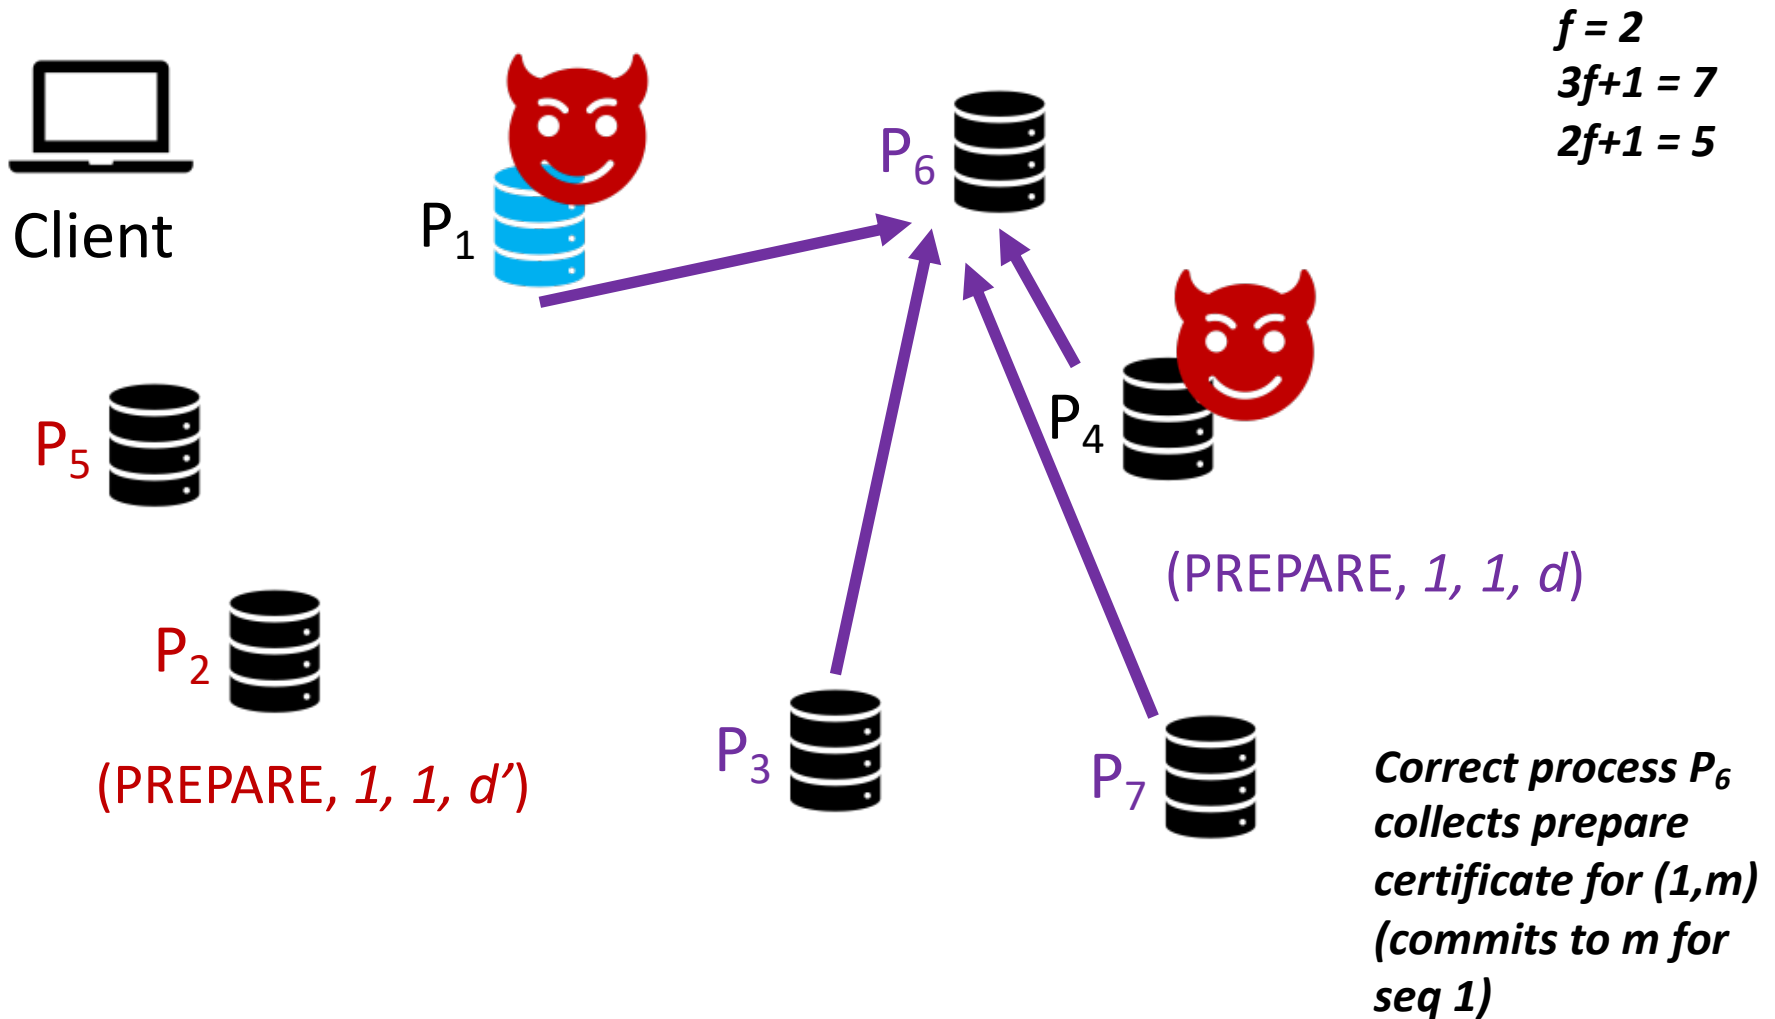 f = 2
3f+1 = 7
2f+1 = 5
Client
P1
P6
P4
P5
P2
(PREPARE, 1, 1, d)
(PREPARE, 1, 1, d’)
P3
P7
Correct process P6
collects prepare
certificate for (1,m)
(commits to m for
seq 1)